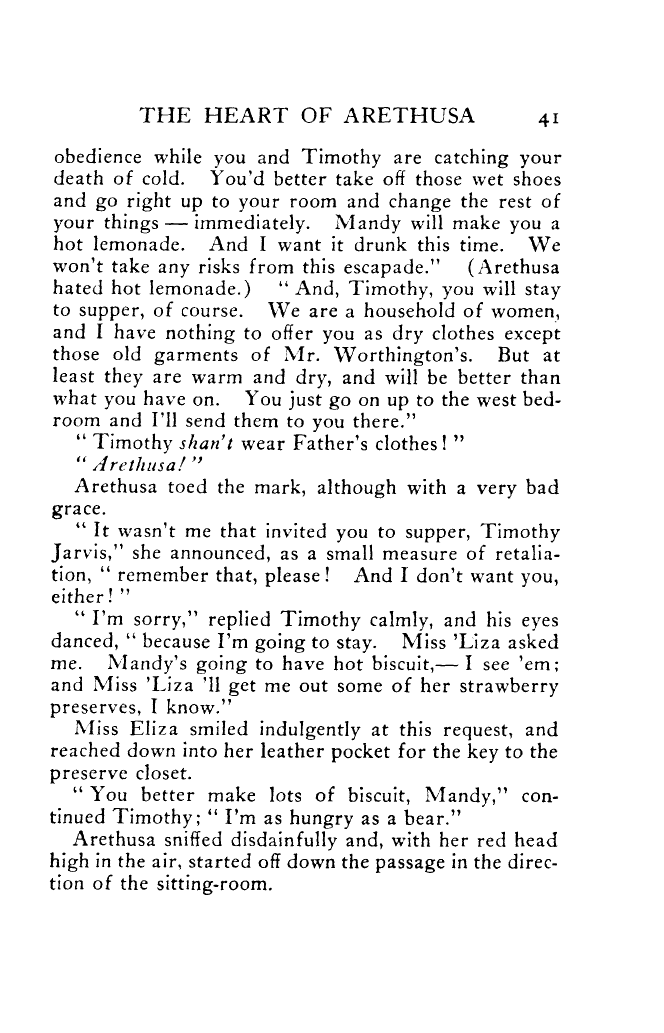 THE HEART OF ARETHUSA 41
obedience while you and Timothy are catching your
death of cold. You'd better take off those wet shoes
and go right up to your room and change the rest of
your things — immediately. Mandy will make you a
hot lemonade. And I want it drunk this time. We
won't take any risks from this escapade." (Arethusa
hated hot lemonade.) " And, Timothy, you will stay
to supper, of course. We are a household of women,
and I have nothing to offer you as dry clothes except
those old garments of Mr. Worthington's. But at
least they are warm and dry, and will be better than
what you have on. You just go on up to the west bed-
room and I'll send them to you there."
" Timothy shan't wear Father's clothes! "
" Arethusa! "
Arethusa toed the mark, although with a very bad
grace.
" It wasn't me that invited you to supper, Timothy
Jarvis," she announced, as a small measure of retalia-
tion, " remember that, please! And I don't want you,
either! "
" I'm sorry," replied Timothy calmly, and his eyes
danced, " because I'm going to stay. Miss 'Liza asked
me. Mandy's going to have hot biscuit,— I see 'em;
and Miss 'Liza 'll get me out some of her strawberry
preserves, I know."
Miss Eliza smiled indulgently at this request, and
reached down into her leather pocket for the key to the
preserve closet.
" You better make lots of biscuit, Mandy," con-
tinued Timothy; " I'm as hungry as a bear."
Arethusa sniffed disdainfully and, with her red head
high in the air, started off down the passage in the direc-
tion of the sitting-room.